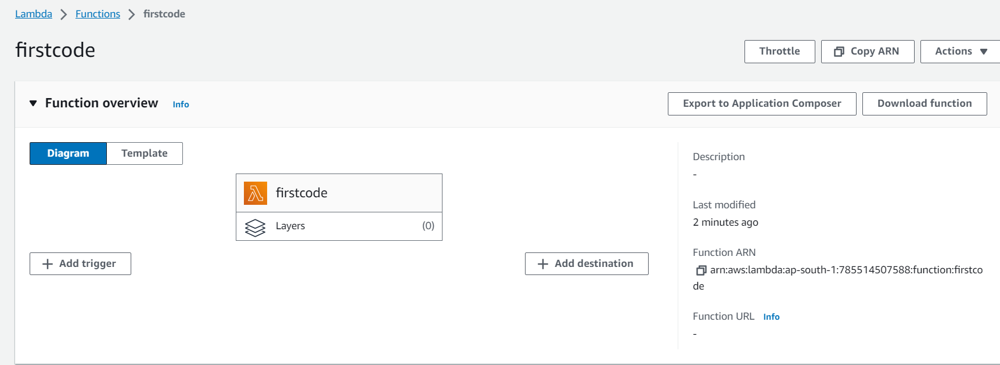 Lambda > Functions > firstcode
firstcode
Throttle
Copy ARN
Actions
Function overview Info
Export to Application Composer
Download function
Diagram
Template
firstcode
Layers (0)
+ Add trigger
+ Add destination
Description
-
Last modified
2 minutes ago
Function ARN
arn:aws:lambda:ap-south-1:785514507588:function:firstco
de
Function URL Info
-